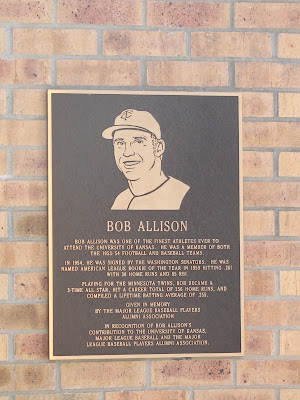 BOB ALLISON
BOB ALLISON WAS ONE OF THE FINEST ATHLETES EVER TO
ATTEND THE UNIVERSITY OF KANSAS. HE WAS A MEMBER OF BOTH
THE 1953-54 FOOTBALL AND BASEBALL TEAMS.
IN 1954, HE WAS SIGNED BY THE WASHINGTON SENATORS. HE WAS
NAMED AMERICAN LEAGUE ROOKIE OF THE YEAR IN 1959 HITTING .261
WITH 30 HOME RUNS AND 85 RBI.
PLAYING FOR THE MINNESOTA TWINS, BOB BECAME A
3-TIME ALL STAR, HIT A CAREER TOTAL OF 256 HOME RUNS, AND
COMPILED A LIFETIME BATTING AVERAGE OF .255.
GIVEN IN MEMORY
BY THE MAJOR LEAGUE BASEBALL PLAYERS
ALUMNI ASSOCIATION
IN RECOGNITION OF BOB ALLISON'S
CONTRIBUTION TO THE UNIVERSITY OF KANSAS,
MAJOR LEAGUE BASEBALL AND THE MAJOR
LEAGUE BASEBALL PLAYERS ALUMNI ASSOCIATION.